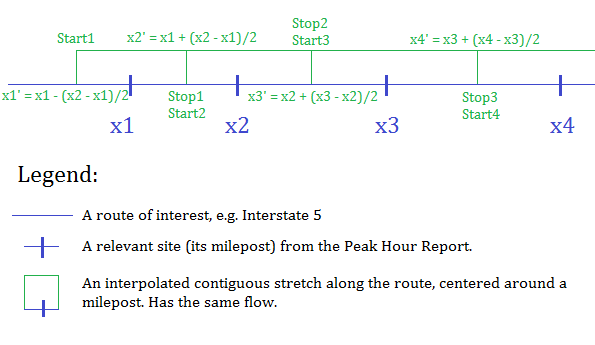 Stop2
Start1
x2' = x1 + (x2 - x1)/2
Start3
x4' = x3 + (x4 - x3)/2
x1' = x1 - (x2 - x1)/2
Stop1
Start2
x3' = x2 + (x3 - x2)/2
Stop3
Start4
x1
x2
x3
x4
Legend:
A route of interest, e.g. Interstate 5
A relevant site (its milepost) from the Peak Hour Report.
An interpolated contiguous stretch along the route, centered around a
milepost. Has the same flow.